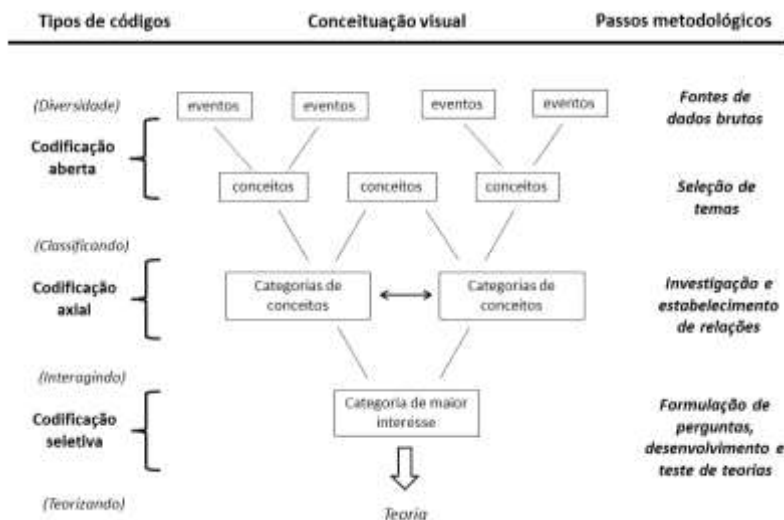 Tipos de códigos
Conceituação visual
Passos metodológicos
(Diversidade)
eventos
eventos
eventos
eventos
Fontes de
dados brutos
Codificação
aberta
conceitos
conceitos
conceitos
Seleção de
temas
(Classificando)
Codificação
axial
Categorias de
conceitos
Categorias de
conceitos
Investigação e
estabelecimento
de relações
(Interagindo)
Codificação
seletiva
Categoria de maior
interesse
Formulação de
perguntas,
desenvolvimento e
teste de teorias
(Teorizando)
Teoria